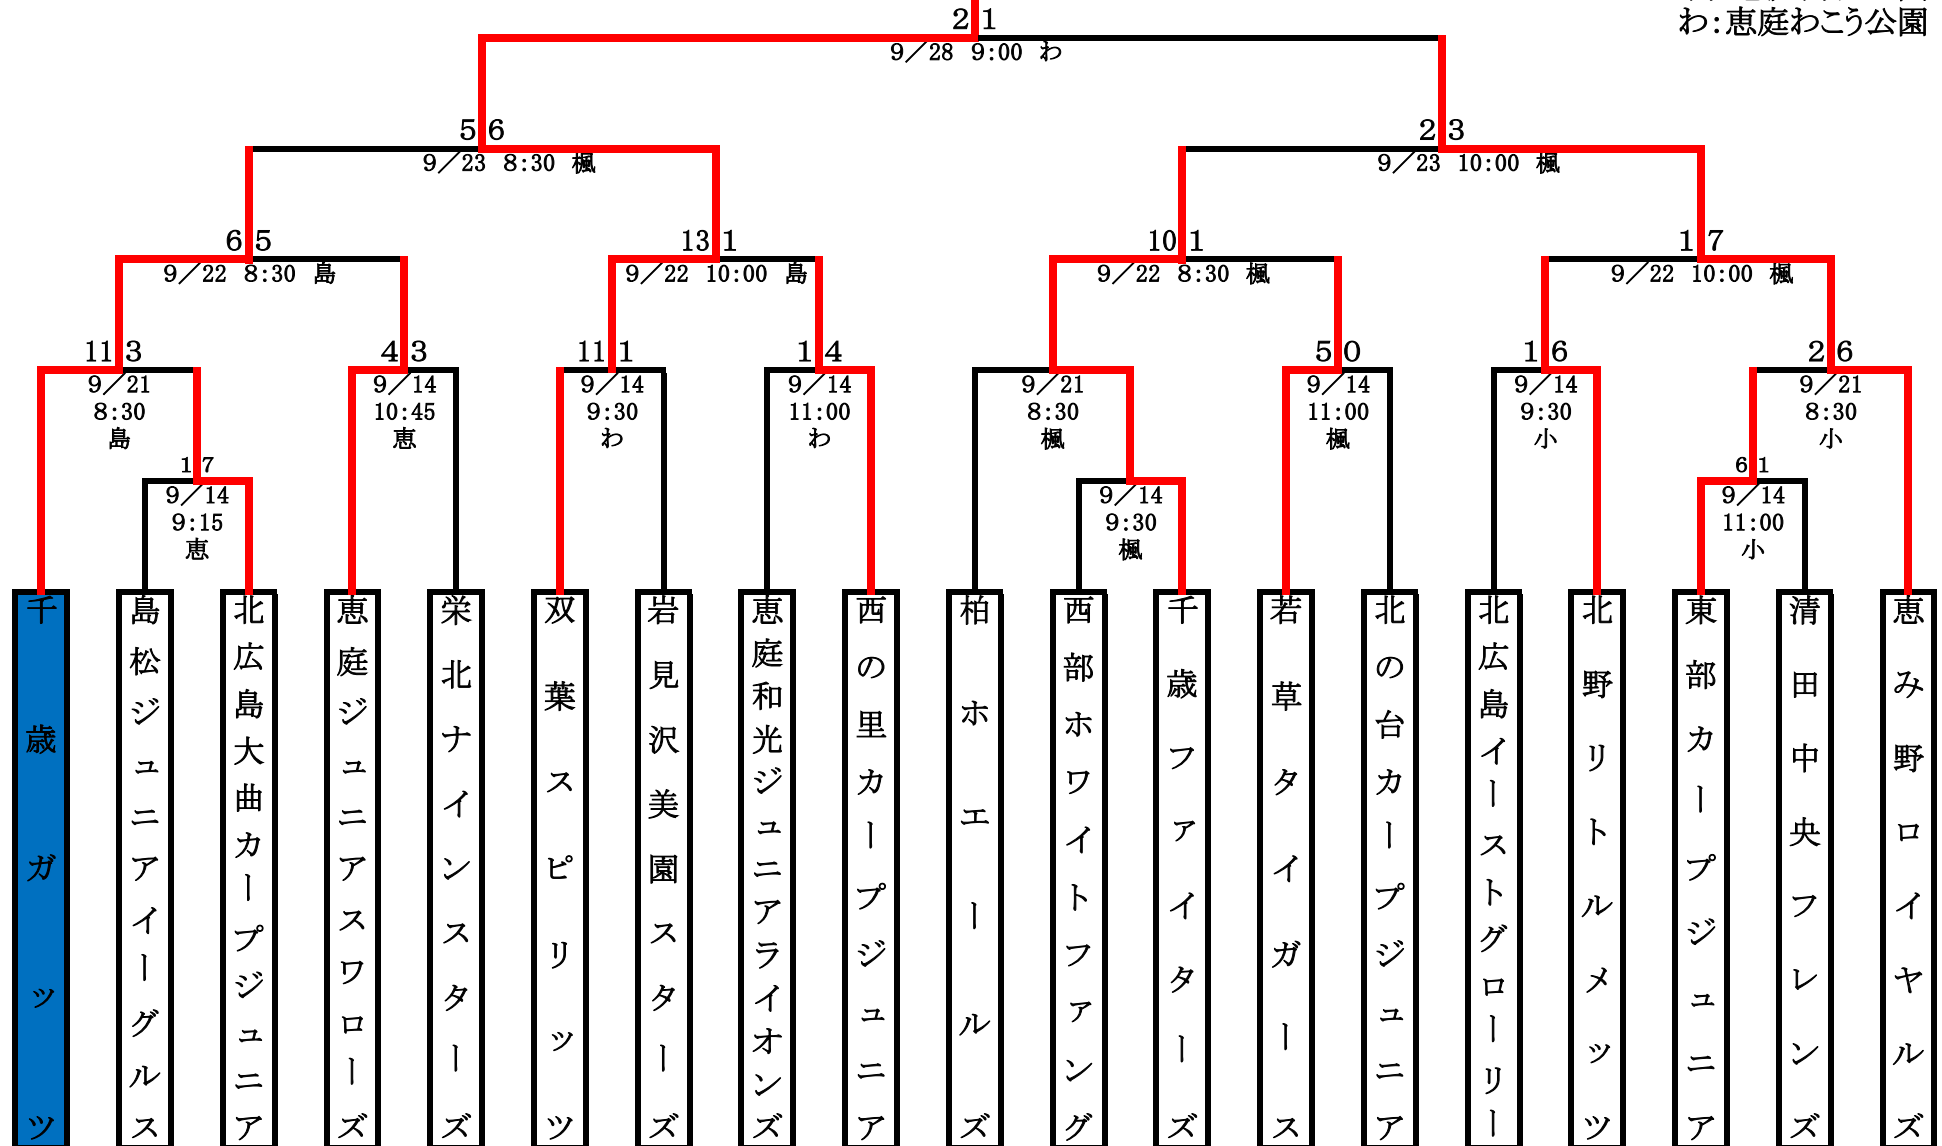 わ：恵庭わこう公園
2 1
9／28 9:00 わ
5 6
9／23 8:30 楓
2 3
9／23 10:00 楓
6 5
9／22 8:30 島
13 1
9／22 10:00 島
10 1
9／22 8:30 楓
1 7
9／22 10:00 楓
11 3
9／21
8:30
島
4 3
9／14
10:45
恵
11 1
9／14
9:30
わ
1 4
9／14
11:00
わ
9／21
8:30
楓
5 0
9／14
11:00
楓
1 6
9／14
9:30
小
2 6
9／21
8:30
小
1 7
9／14
9:15
恵
9／14
9:30
楓
6 1
9／14
11:00
小
千歳ガッツ
島松ジュニアイーグルス
北広島大曲カープジュニア
恵庭ジュニアスワローズ
栄北ナインスターズ
双葉スピリッツ
岩見沢美園スターズ
恵庭和光ジュニアライオンズ
西の里カープジュニア
柏ホエールズ
西部ホワイトファング
千歳ファイターズ
若草タイガース
北の台カープジュニア
北広島イーストグローリー
北野リトルメッツ
東部カープジュニア
清田中央フレンズ
恵み野ロイヤルズ